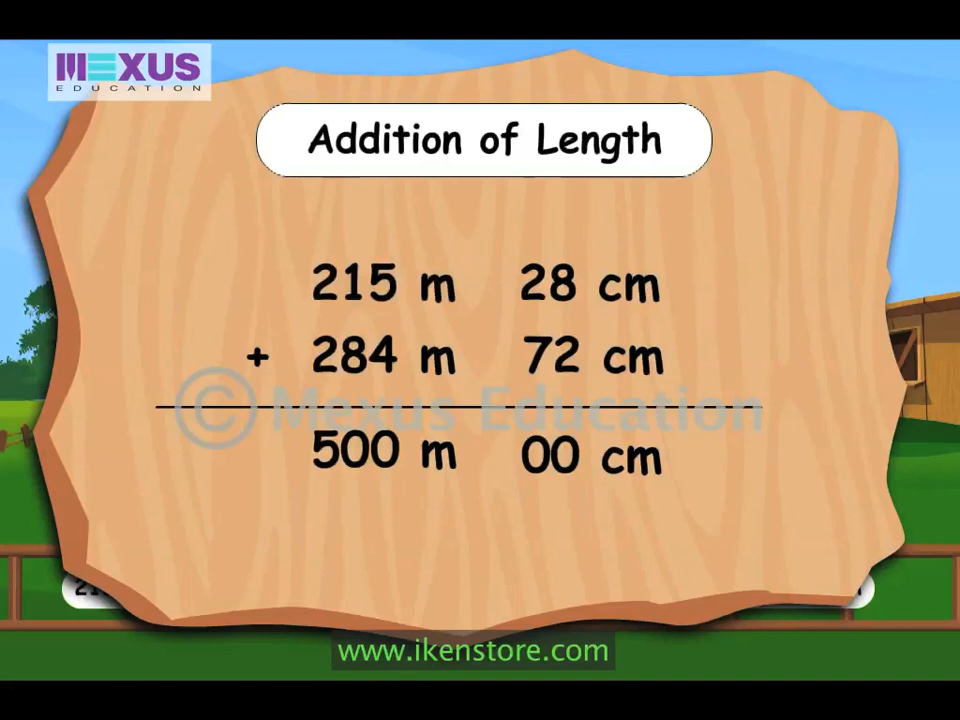 MEXUS
EDUCATION
Addition of Length
215 m 28 cm
+ 284 m 72 cm
© Mexus Education
500 m 00 cm
www.ikenstore.com